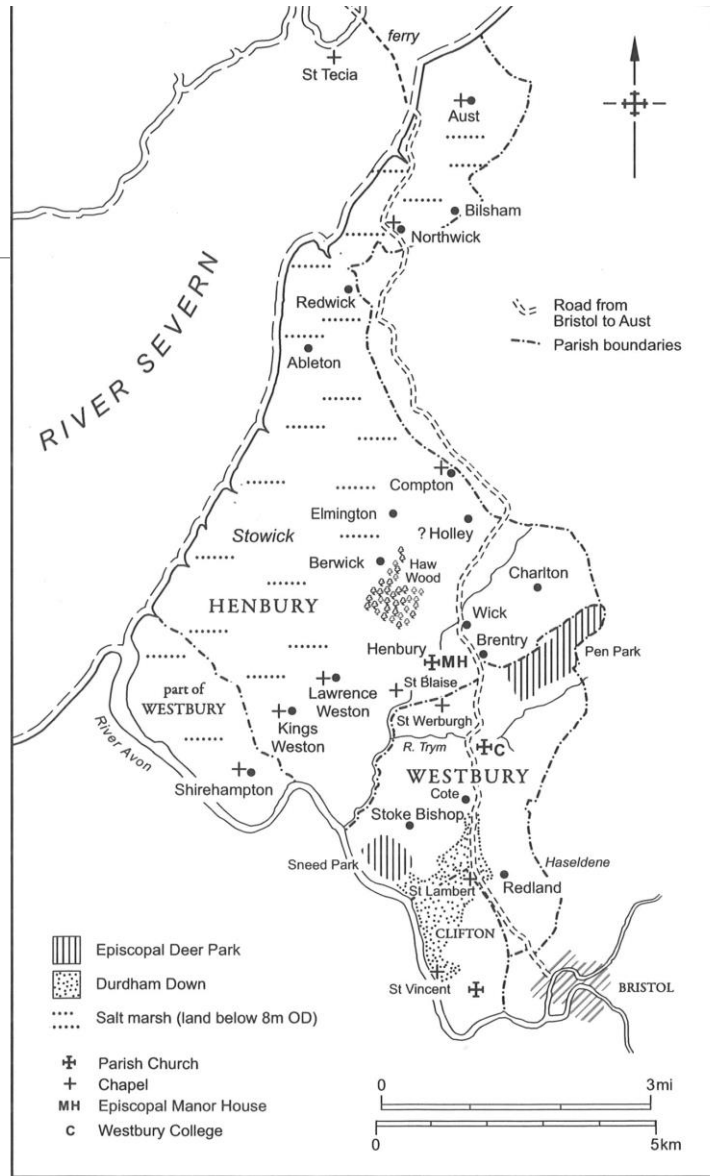 ferry
St Tecia
Aust
Bilsham
Northwick
RIVER SEVERN
Redwick
Road from
Bristol to Aust
Parish boundaries
Ableton
Compton
Elmington
? Holley
Stowick
Berwick
Haw
Wood
Charlton
HENBURY
Wick
Henbury
MH
Brentry
Pen Park
part of
WESTBURY
Lawrence
Weston
St Blaise
Kings
Weston
St Werburgh
R. Trym
C
River Avon
Shirehampton
WESTBURY
Cote
Stoke Bishop
Sneed Park
Haseldene
St Lambert
Redland
CLIFTON
St Vincent
BRISTOL
Episcopal Deer Park
Durdham Down
Salt marsh (land below 8m OD)
Parish Church
Chapel
MH Episcopal Manor House
C Westbury College
0 3mi
0 5km